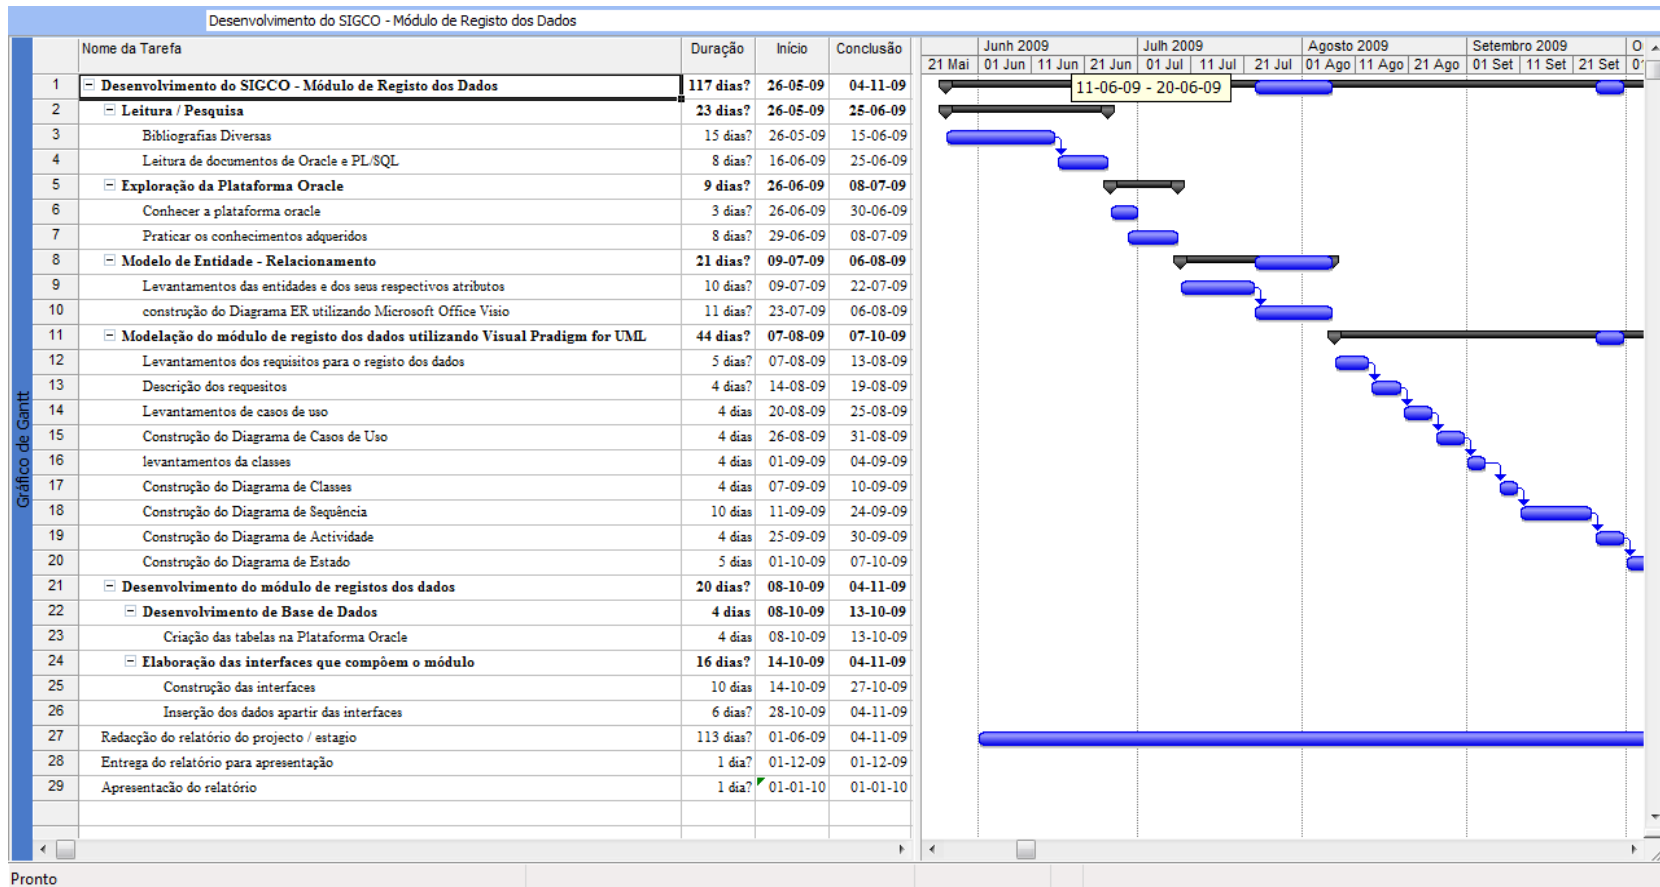 Desenvolvimento do SIGCO - Módulo de Registo dos Dados
Nome da Tarefa Duração Início Conclusão
Junh 2009 Julh 2009 Agosto 2009 Setembro 2009 O
21 Mai 01 Jun 11 Jun 21 Jun 01 Jul 11 Jul 21 Jul 01 Ago 11 Ago 21 Ago 01 Set 11 Set 21 Set 01
1 Desenvolvimento do SIGCO - Módulo de Registo dos Dados 117 dias? 26-05-09 04-11-09
11-06-09 - 20-06-09
2 Leitura / Pesquisa 23 dias? 26-05-09 25-06-09
3 Bibliografias Diversas 15 dias? 26-05-09 15-06-09
4 Leitura de documentos de Oracle e PL/SQL 8 dias? 16-06-09 25-06-09
5 Exploração da Plataforma Oracle 9 dias? 26-06-09 08-07-09
6 Conhecer a plataforma oracle 3 dias? 26-06-09 30-06-09
7 Praticar os conhecimentos adqueridos 8 dias? 29-06-09 08-07-09
8 Modelo de Entidade - Relacionamento 21 dias? 09-07-09 06-08-09
9 Levantamentos das entidades e dos seus respectivos atributos 10 dias? 09-07-09 22-07-09
10 construção do Diagrama ER utilizando Microsoft Office Visio 11 dias? 23-07-09 06-08-09
11 Modelação do módulo de registo dos dados utilizando Visual Pradigm for UML 44 dias? 07-08-09 07-10-09
12 Levantamentos dos requisitos para o registo dos dados 5 dias? 07-08-09 13-08-09
13 Descrição dos requesitos 4 dias? 14-08-09 19-08-09
14 Levantamentos de casos de uso 4 dias 20-08-09 25-08-09
15 Construção do Diagrama de Casos de Uso 4 dias 26-08-09 31-08-09
16 levantamentos da classes 4 dias 01-09-09 04-09-09
17 Construção do Diagrama de Classes 4 dias 07-09-09 10-09-09
18 Construção do Diagrama de Sequência 10 dias 11-09-09 24-09-09
19 Construção do Diagrama de Actividade 4 dias 25-09-09 30-09-09
20 Construção do Diagrama de Estado 5 dias 01-10-09 07-10-09
21 Desenvolvimento do módulo de registos dos dados 20 dias? 08-10-09 04-11-09
22 Desenvolvimento de Base de Dados 4 dias 08-10-09 13-10-09
23 Criação das tabelas na Plataforma Oracle 4 dias 08-10-09 13-10-09
24 Elaboração das interfaces que compôem o módulo 16 dias? 14-10-09 04-11-09
25 Construção das interfaces 10 dias 14-10-09 27-10-09
26 Inserção dos dados apartir das interfaces 6 dias? 28-10-09 04-11-09
27 Redacção do relatório do projecto / estagio 113 dias? 01-06-09 04-11-09
28 Entrega do relatório para apresentação 1 dia? 01-12-09 01-12-09
29 Apresentacão do relatório 1 dia? 01-01-10 01-01-10
Gráfico de Gantt
Pronto